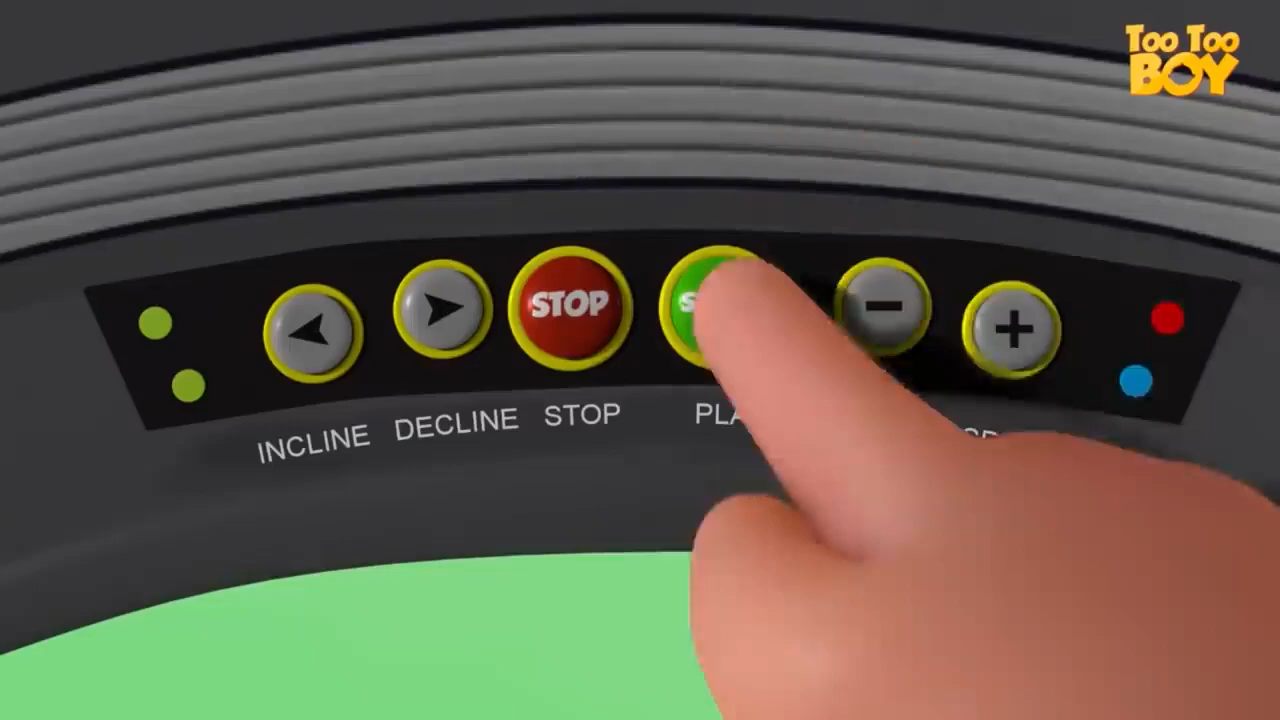 Too Too
BOY
STOP
−
+
INCLINE
DECLINE
STOP